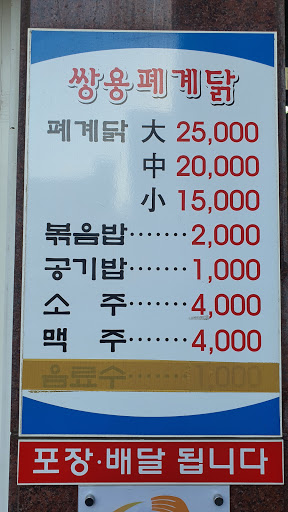 쌍용폐계닭
폐계닭 大 25,000
中 20,000
小 15,000
볶음밥······· 2,000
공기밥······· 1,000
소 주······· 4,000
맥 주······· 4,000
음료수······· 1,000
포장·배달 됩니다